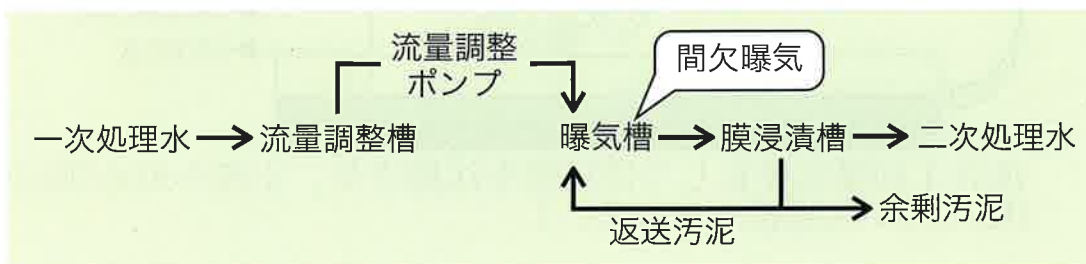 流量調整
ポンプ
間欠曝気
一次処理水
流量調整槽
曝気槽
膜浸漬槽
二次処理水
余剰汚泥
返送汚泥